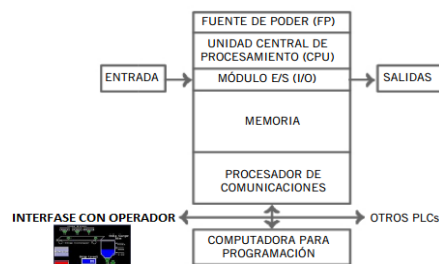 FUENTE DE PODER (FP)
UNIDAD CENTRAL DE
PROCESAMIENTO (CPU)
ENTRADA
MÓDULO E/S (I/O)
SALIDAS
MEMORIA
PROCESADOR DE
COMUNICACIONES
INTERFASE CON OPERADOR
OTROS PLCs
COMPUTADORA PARA
PROGRAMACIÓN